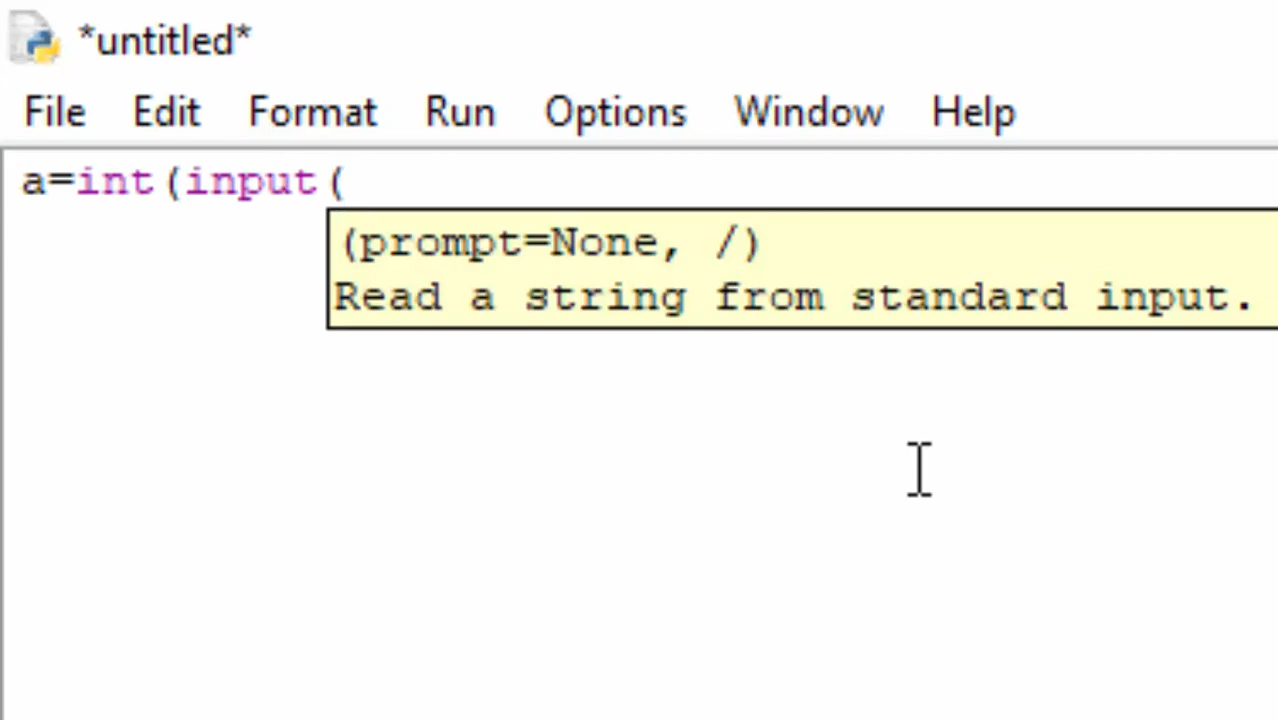 *untitled*
File Edit Format Run Options Window Help
a=int(input(
(prompt=None, /)
Read a string from standard input.